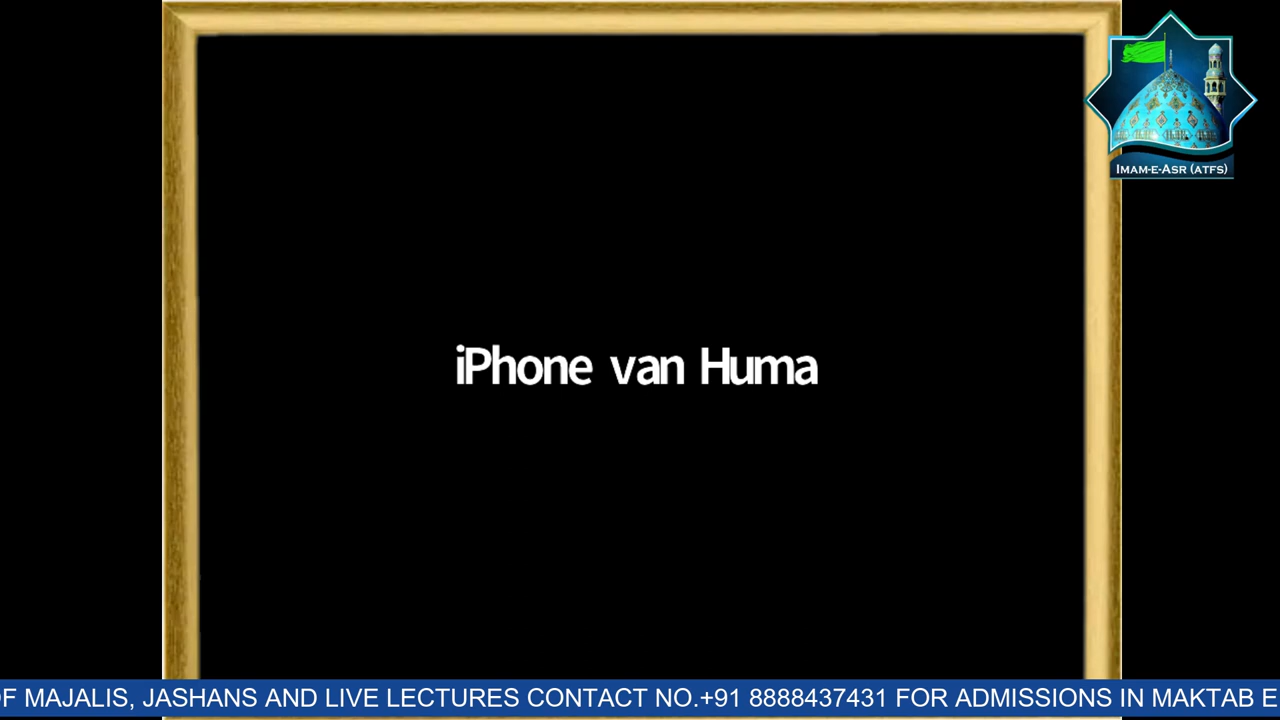 IMAM-E-ASR (ATFS)
iPhone van Huma
OF MAJALIS, JASHANS AND LIVE LECTURES CONTACT NO.+91 8888437431 FOR ADMISSIONS IN MAKTAB E